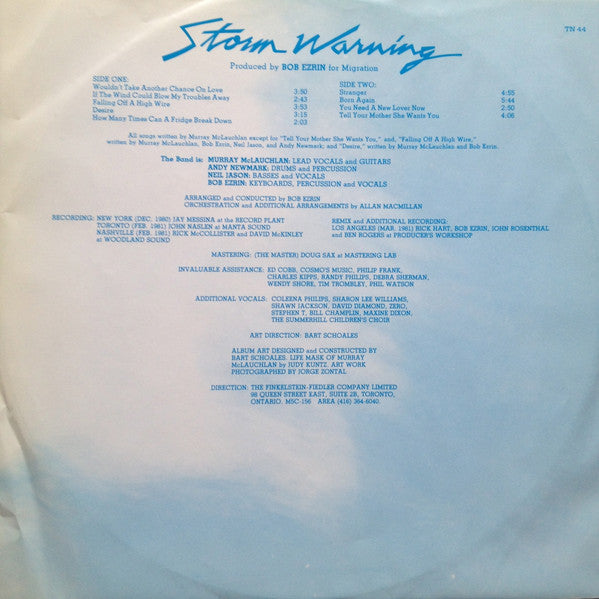 Storm Warning
TN 44
Produced by BOB EZRIN for Migration
SIDE ONE:
Wouldn't Take Another Chance On Love 3:50
If The Wind Could Blow My Troubles Away 2:43
Falling Off A High Wire 3:53
Desire 3:15
How Many Times Can A Fridge Break Down 2:03
SIDE TWO:
Stranger 4:55
Born Again 5:44
You Need A New Lover Now 2:50
Tell Your Mother She Wants You 4:06
All songs written by Murray McLauchlan except for "Tell Your Mother She Wants You," and, "Falling Off A High Wire,"
written by Murray McLauchlan, Bob Ezrin, Neil Jason, and Andy Newmark; and "Desire," written by Murray McLauchlan and Bob Ezrin.
The Band is: MURRAY McLAUCHLAN: LEAD VOCALS and GUITARS
ANDY NEWMARK: DRUMS and PERCUSSION
NEIL JASON: BASSES and VOCALS
BOB EZRIN: KEYBOARDS, PERCUSSION and VOCALS
ARRANGED and CONDUCTED by BOB EZRIN
ORCHESTRATION and ADDITIONAL ARRANGEMENTS by ALLAN MACMILLAN
RECORDING: NEW YORK (DEC. 1980) JAY MESSINA at the RECORD PLANT
TORONTO (FEB. 1981) JOHN NASLEN at MANTA SOUND
NASHVILLE (FEB. 1981) RICK McCOLLISTER and DAVID McKINLEY
at WOODLAND SOUND
REMIX and ADDITIONAL RECORDING:
LOS ANGELES (MAR. 1981) RICK HART, BOB EZRIN, JOHN ROSENTHAL
and BEN ROGERS at PRODUCER'S WORKSHOP
MASTERING: (THE MASTER) DOUG SAX at MASTERING LAB
INVALUABLE ASSISTANCE: ED COBB, COSMO'S MUSIC, PHILIP FRANK,
CHARLES KIPPS, RANDY PHILIPS, DEBRA SHERMAN,
WENDY SHORE, TIM TROMBLEY, PHIL WATSON
ADDITIONAL VOCALS: COLEENA PHILIPS, SHARON LEE WILLIAMS,
SHAWN JACKSON, DAVID DIAMOND, ZERO,
STEPHEN T., BILL CHAMPLIN, MAXINE DIXON,
THE SUMMERHILL CHILDREN'S CHOIR
ART DIRECTION: BART SCHOALES
ALBUM ART DESIGNED and CONSTRUCTED BY
BART SCHOALES. LIFE MASK OF MURRAY
McLAUCHLAN by JUDY KUNTZ. ART WORK
PHOTOGRAPHED BY JORGE ZONTAL
DIRECTION: THE FINKELSTEIN-FIEDLER COMPANY LIMITED
98 QUEEN STREET EAST, SUITE 2B, TORONTO,
ONTARIO. M5C-1S6 AREA (416) 364-6040.